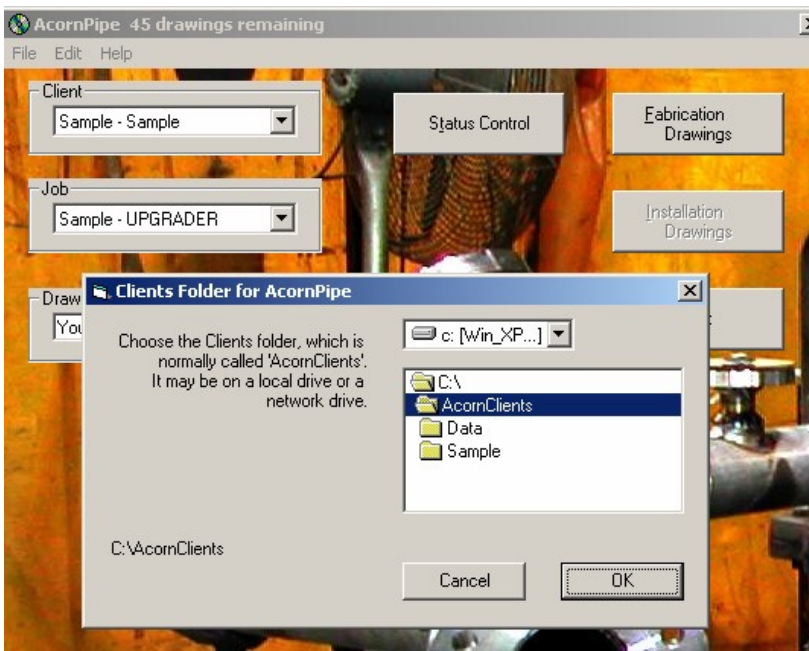 AcornPipe 45 drawings remaining
File Edit Help
Client
Sample - Sample
Status Control
Fabrication
Drawings
Job
Sample - UPGRADER
Installation
Drawings
Clients Folder for AcornPipe
Choose the Clients folder, which is
normally called 'AcornClients'.
It may be on a local drive or a
network drive.
c: [Win_XP...]
C:\
AcornClients
Data
Sample
C:\AcornClients
Cancel
OK